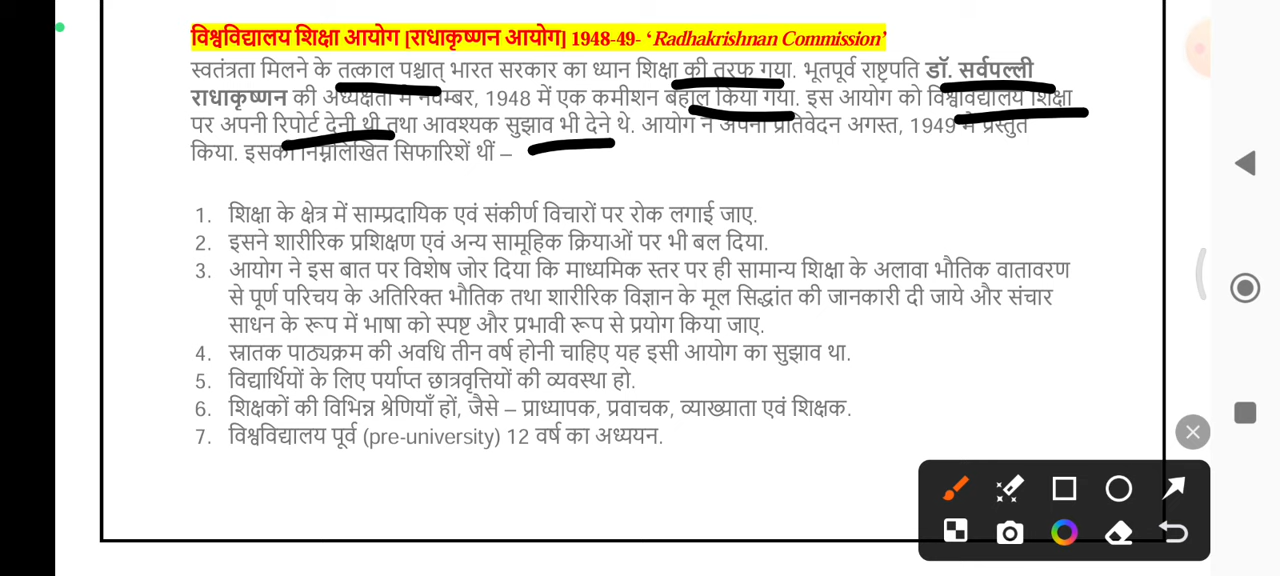 विश्वविद्यालय शिक्षा आयोग [राधाकृष्णन आयोग] 1948-49- ‘Radhakrishnan Commission’
स्वतंत्रता मिलने के तत्काल पश्चात् भारत सरकार का ध्यान शिक्षा की तरफ गया. भूतपूर्व राष्ट्रपति डॉ. सर्वपल्ली
राधाकृष्णन की अध्यक्षता में नवम्बर, 1948 में एक कमीशन बहाल किया गया. इस आयोग को विश्वविद्यालय शिक्षा
पर अपनी रिपोर्ट देनी थी तथा आवश्यक सुझाव भी देने थे. आयोग ने अपना प्रतिवेदन अगस्त, 1949 में प्रस्तुत
किया. इसकी निम्नलिखित सिफारिशें थीं –
1. शिक्षा के क्षेत्र में साम्प्रदायिक एवं संकीर्ण विचारों पर रोक लगाई जाए.
2. इसने शारीरिक प्रशिक्षण एवं अन्य सामूहिक क्रियाओं पर भी बल दिया.
3. आयोग ने इस बात पर विशेष जोर दिया कि माध्यमिक स्तर पर ही सामान्य शिक्षा के अलावा भौतिक वातावरण
से पूर्ण परिचय के अतिरिक्त भौतिक तथा शारीरिक विज्ञान के मूल सिद्धांत की जानकारी दी जाये और संचार
साधन के रूप में भाषा को स्पष्ट और प्रभावी रूप से प्रयोग किया जाए.
4. स्नातक पाठ्यक्रम की अवधि तीन वर्ष होनी चाहिए यह इसी आयोग का सुझाव था.
5. विद्यार्थियों के लिए पर्याप्त छात्रवृत्तियों की व्यवस्था हो.
6. शिक्षकों की विभिन्न श्रेणियाँ हों, जैसे – प्राध्यापक, प्रवाचक, व्याख्याता एवं शिक्षक.
7. विश्वविद्यालय पूर्व (pre-university) 12 वर्ष का अध्ययन.